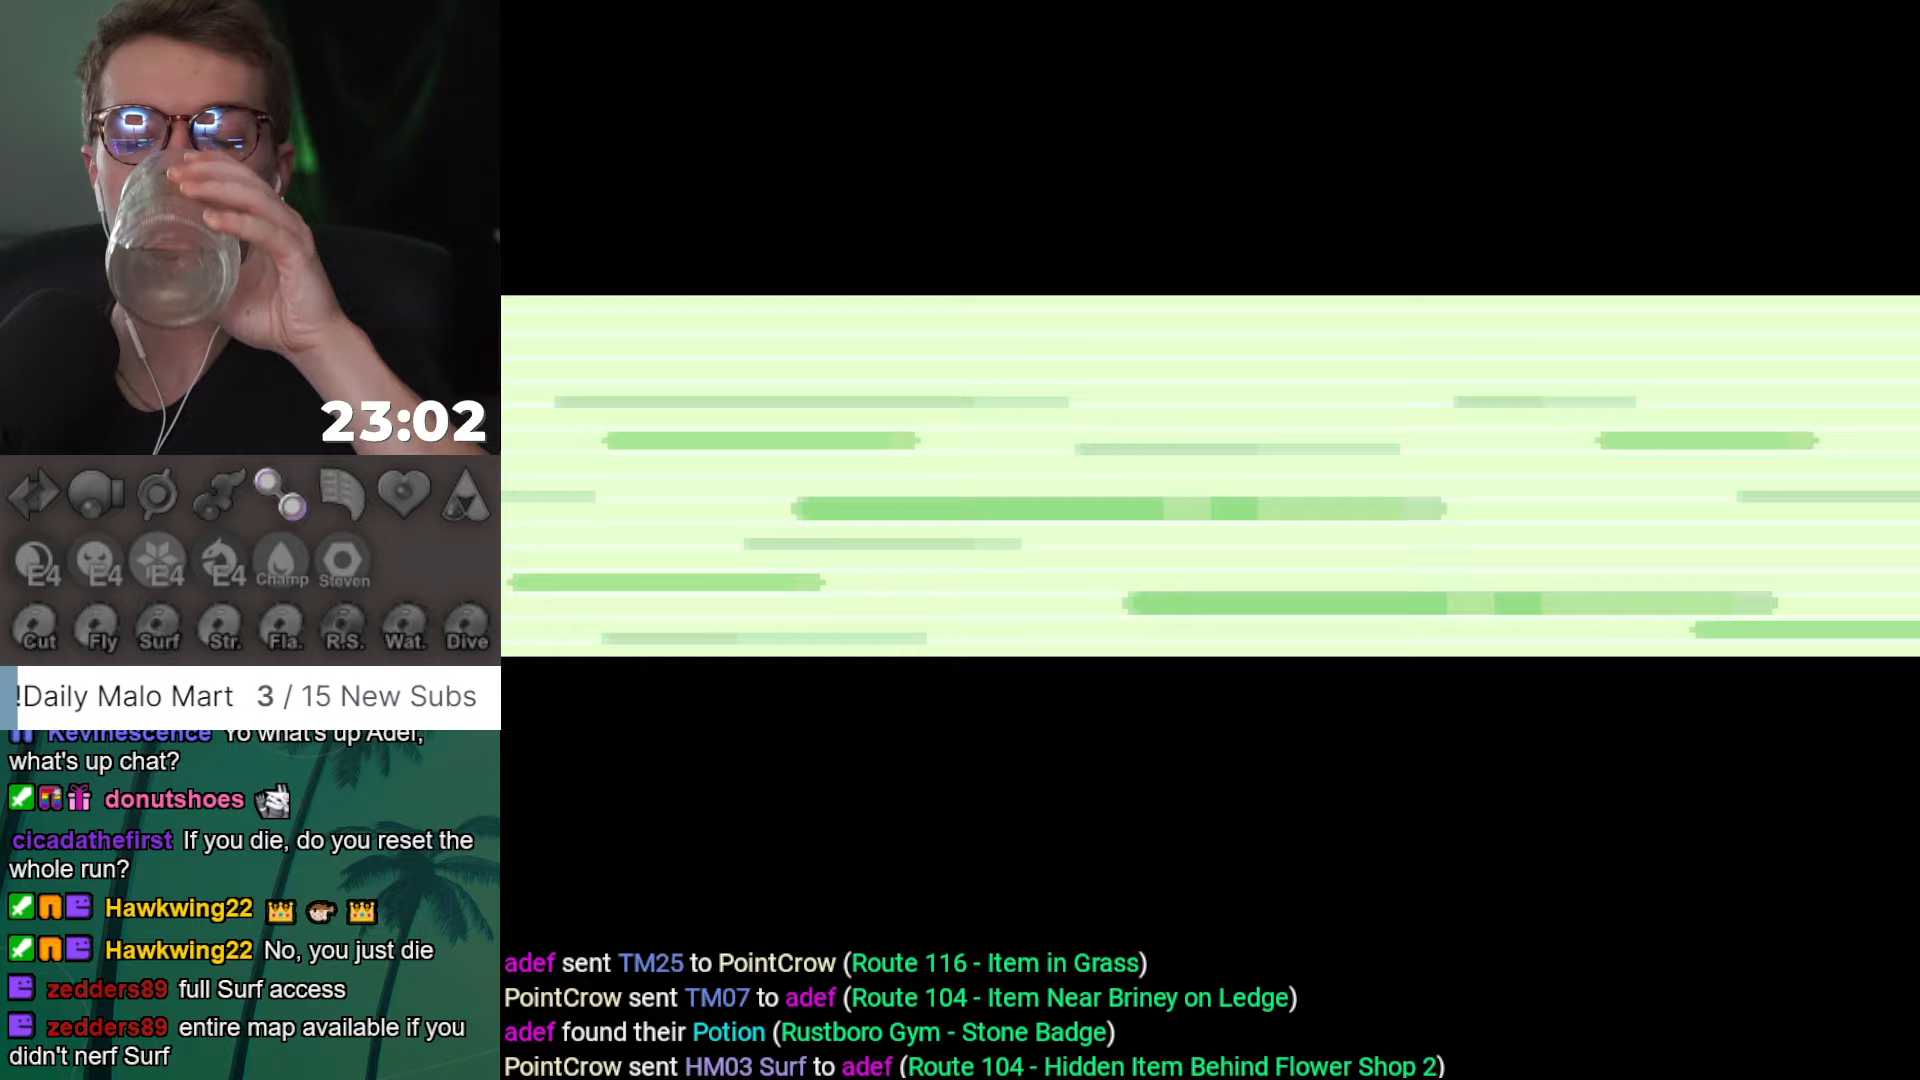 23:02
E4 E4 E4 E4 Champ Steven
Cut Fly Surf Str. Fla. R.S. Wat. Dive
!Daily Malo Mart 3 / 15 New Subs
Kevinescence Yo what's up Adef,
what's up chat?
donutshoes
cicadathefirst If you die, do you reset the
whole run?
Hawkwing22
Hawkwing22 No, you just die
zedders89 full Surf access
zedders89 entire map available if you
didn't nerf Surf
adef sent TM25 to PointCrow (Route 116 - Item in Grass)
PointCrow sent TM07 to adef (Route 104 - Item Near Briney on Ledge)
adef found their Potion (Rustboro Gym - Stone Badge)
PointCrow sent HM03 Surf to adef (Route 104 - Hidden Item Behind Flower Shop 2)